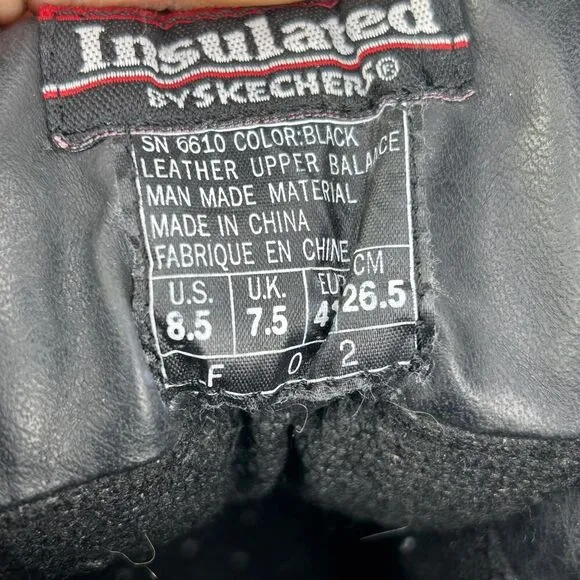 Insulated
BY SKECHERS®
SN 6610 COLOR:BLACK
LEATHER UPPER BALANCE
MAN MADE MATERIAL
MADE IN CHINA
FABRIQUE EN CHINE
U.S. U.K. CM
8.5 7.5 26.5
F 0 2